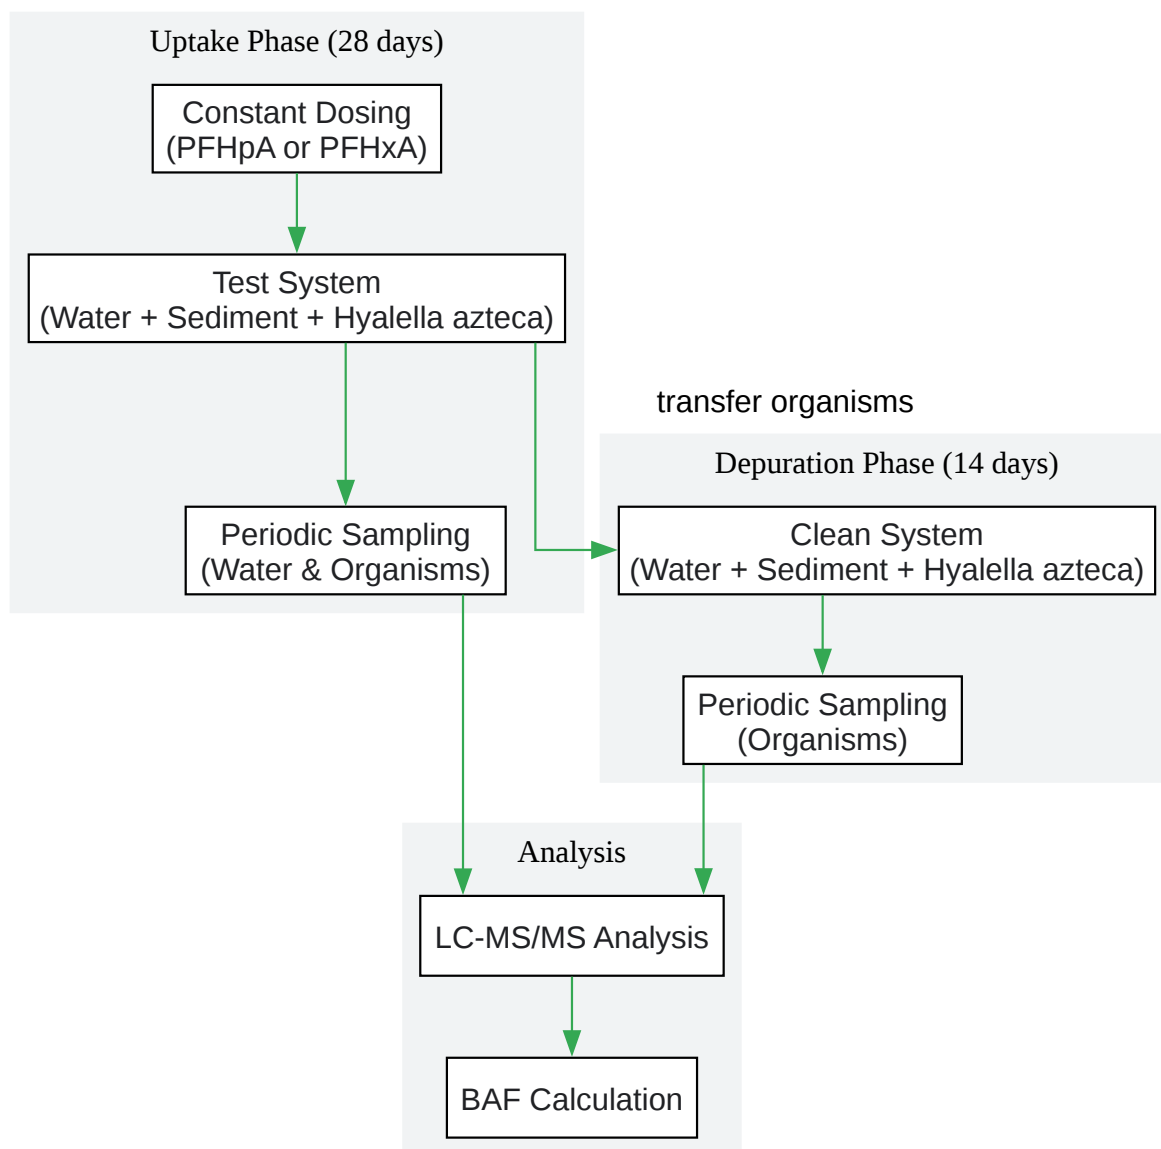 Uptake Phase (28 days)
Constant Dosing
(PFHpA or PFHxA)
Test System
(Water + Sediment + Hyalella azteca)
transfer organisms
Periodic Sampling
(Water & Organisms)
Depuration Phase (14 days)
Clean System
(Water + Sediment + Hyalella azteca)
Periodic Sampling
(Organisms)
Analysis
LC-MS/MS Analysis
BAF Calculation